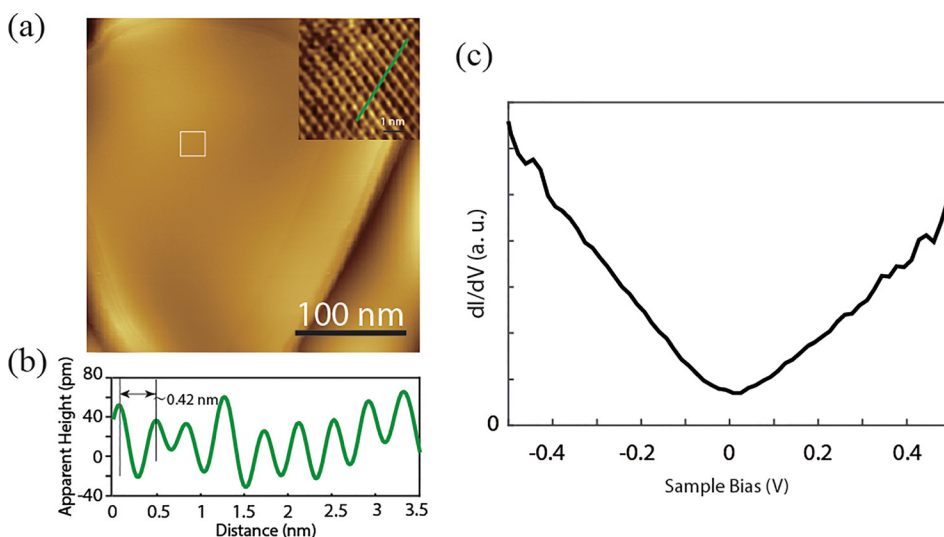 (a)
1 nm
100 nm
(b)
Apparent Height (pm)
80
40
0
-40
~0.42 nm
0
0.5
1
1.5
2
2.5
3
3.5
Distance (nm)
(c)
dI/dV (a. u.)
0
-0.4
-0.2
0
0.2
0.4
Sample Bias (V)